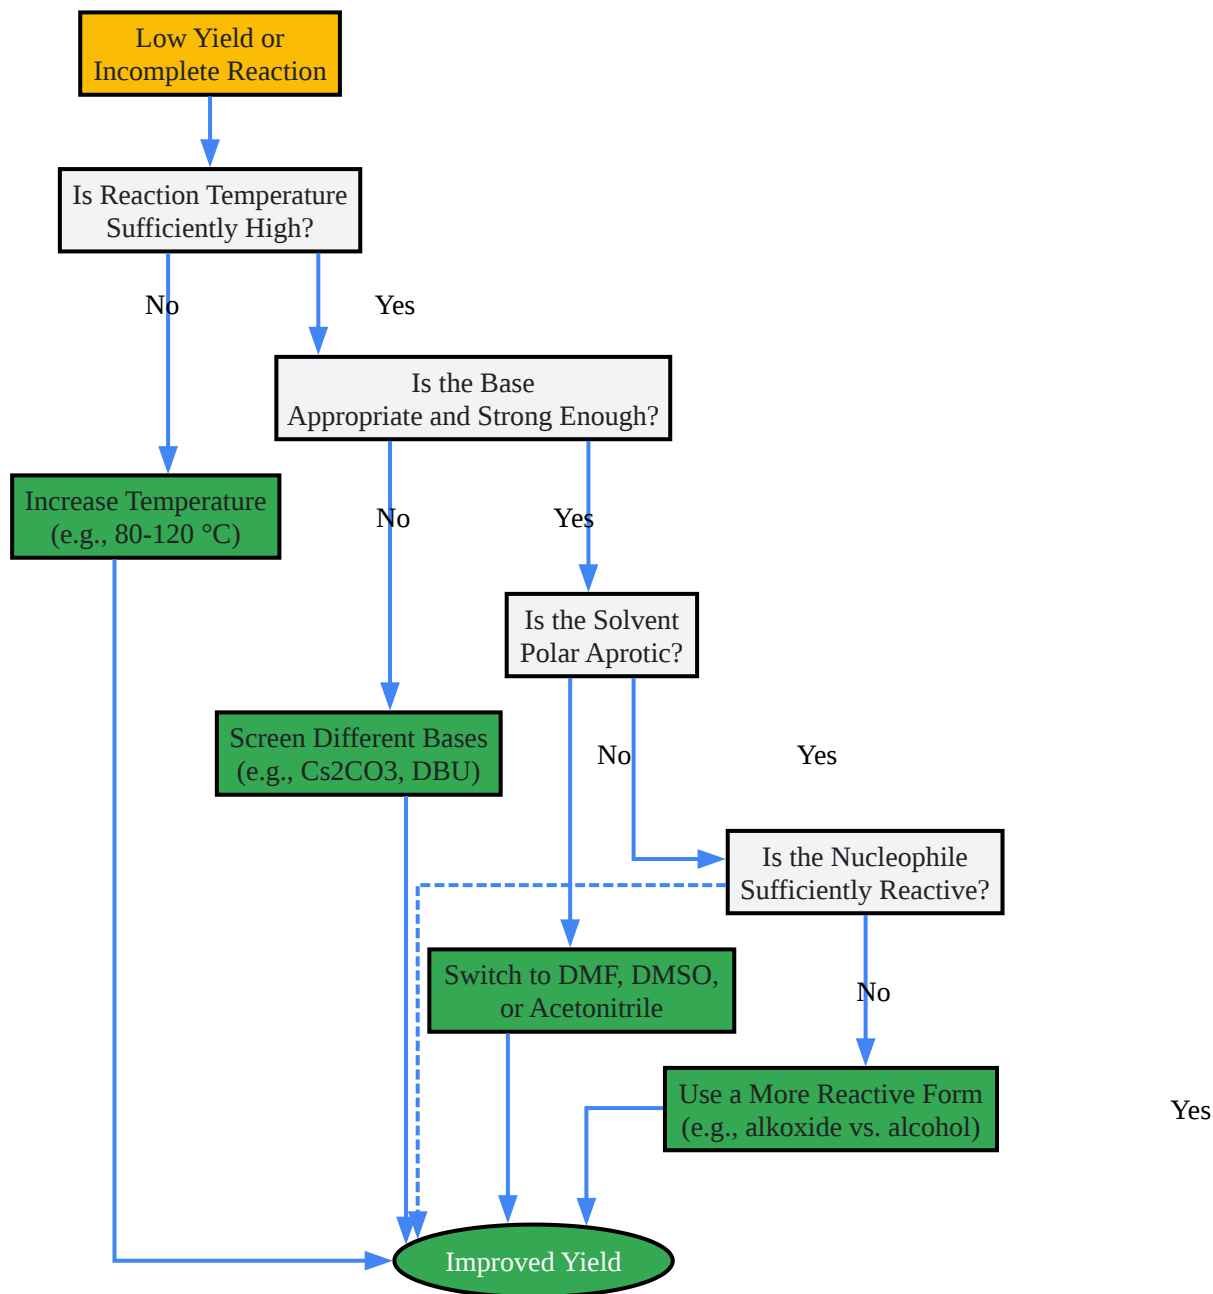 Low Yield or
Incomplete Reaction
Is Reaction Temperature
Sufficiently High?
No
Yes
Is the Base
Appropriate and Strong Enough?
Increase Temperature
(e.g., 80-120 °C)
No
Yes
Is the Solvent
Polar Aprotic?
Screen Different Bases
(e.g., Cs2CO3, DBU)
No
Yes
Is the Nucleophile
Sufficiently Reactive?
Switch to DMF, DMSO,
or Acetonitrile
No
Use a More Reactive Form
(e.g., alkoxide vs. alcohol)
Yes
Improved Yield